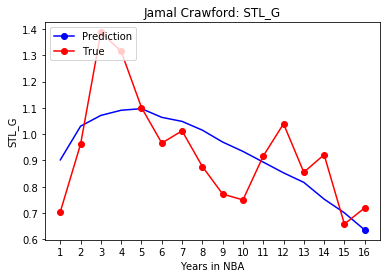 Jamal Crawford: STL_G
Prediction
True
STL_G
1.4
1.3
1.2
1.1
1.0
0.9
0.8
0.7
0.6
1 2 3 4 5 6 7 8 9 10 11 12 13 14 15 16
Years in NBA